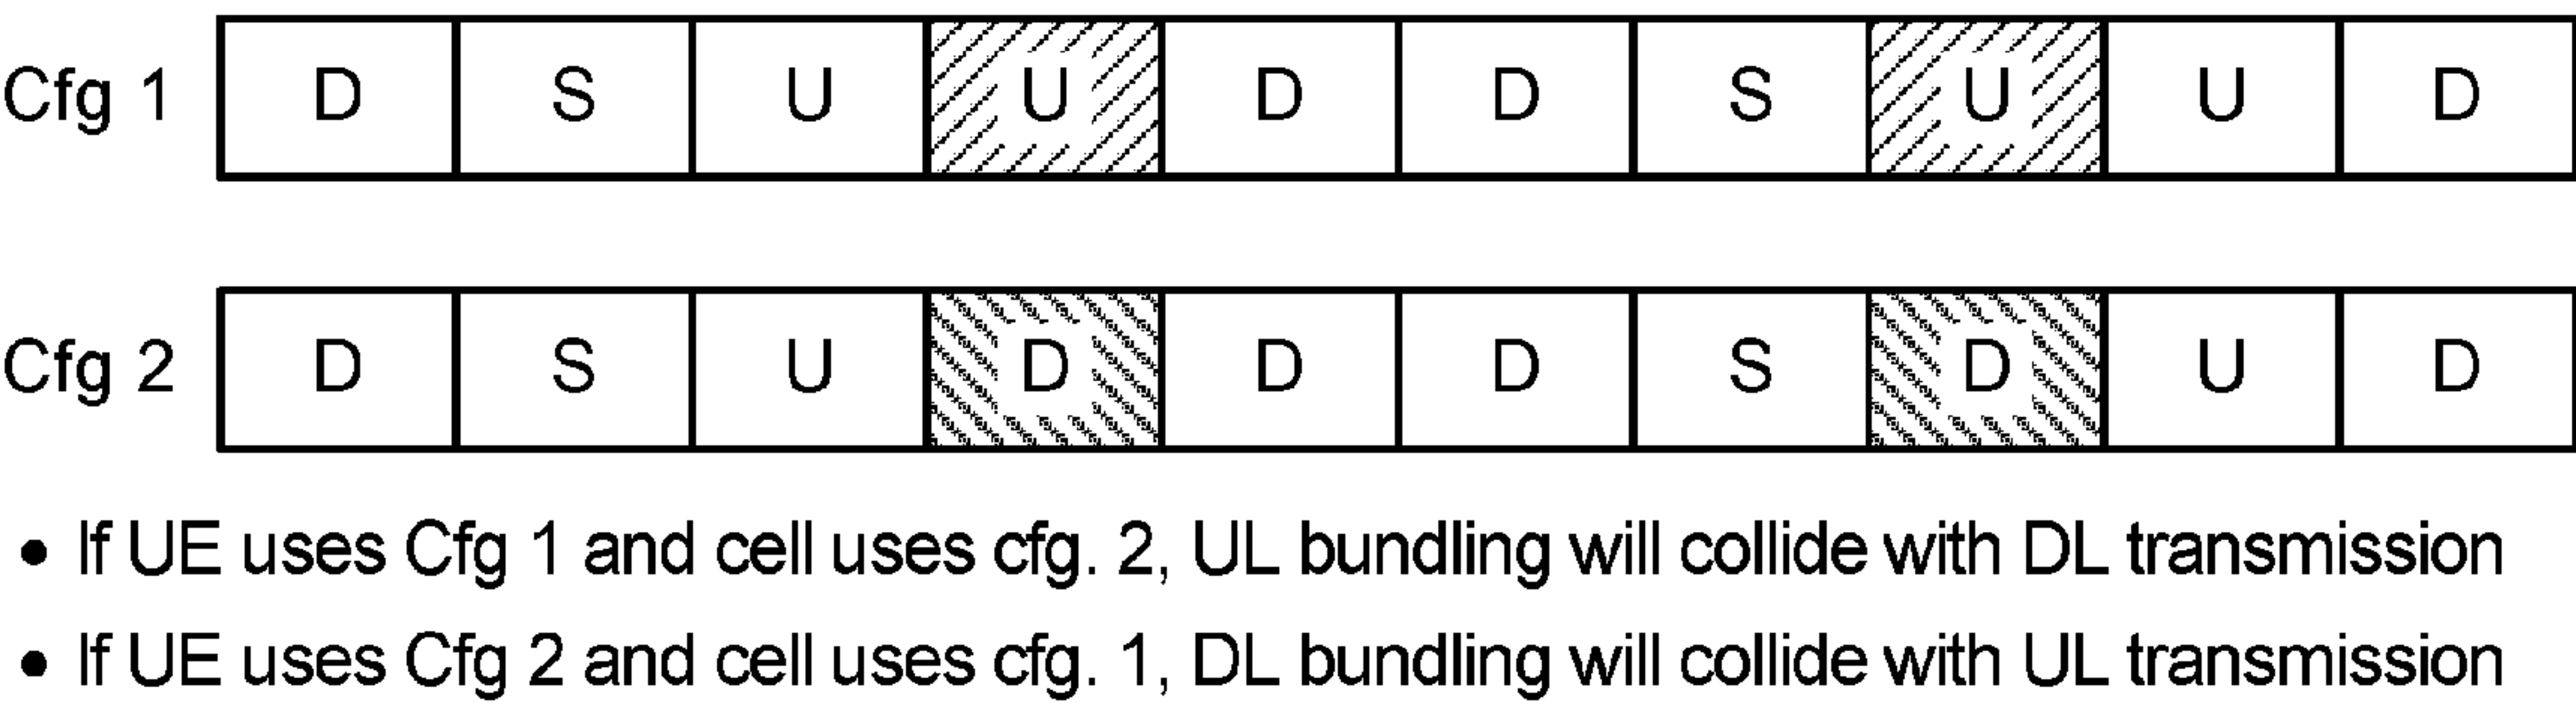 Cfg 1 D S U U D D S U U D
Cfg 2 D S U D D D S D U D
• If UE uses Cfg 1 and cell uses cfg. 2, UL bundling will collide with DL transmission
• If UE uses Cfg 2 and cell uses cfg. 1, DL bundling will collide with UL transmission